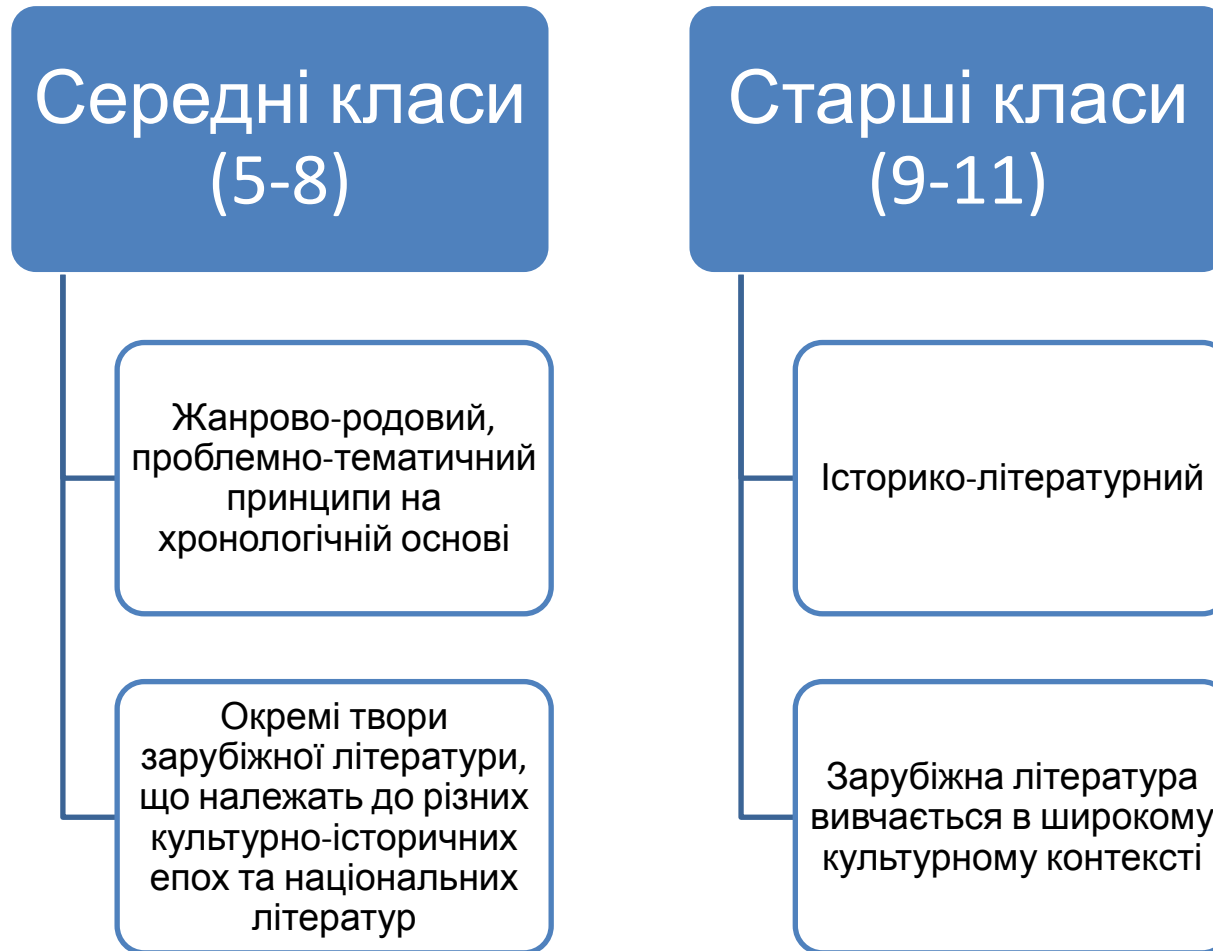 Середні класи
(5-8)
Жанрово-родовий,
проблемно-тематичний
принципи на
хронологічній основі
Окремі твори
зарубіжної літератури,
що належать до різних
культурно-історичних
епох та національних
літератур
Старші класи
(9-11)
Історико-літературний
Зарубіжна література
вивчається в широкому
культурному контексті